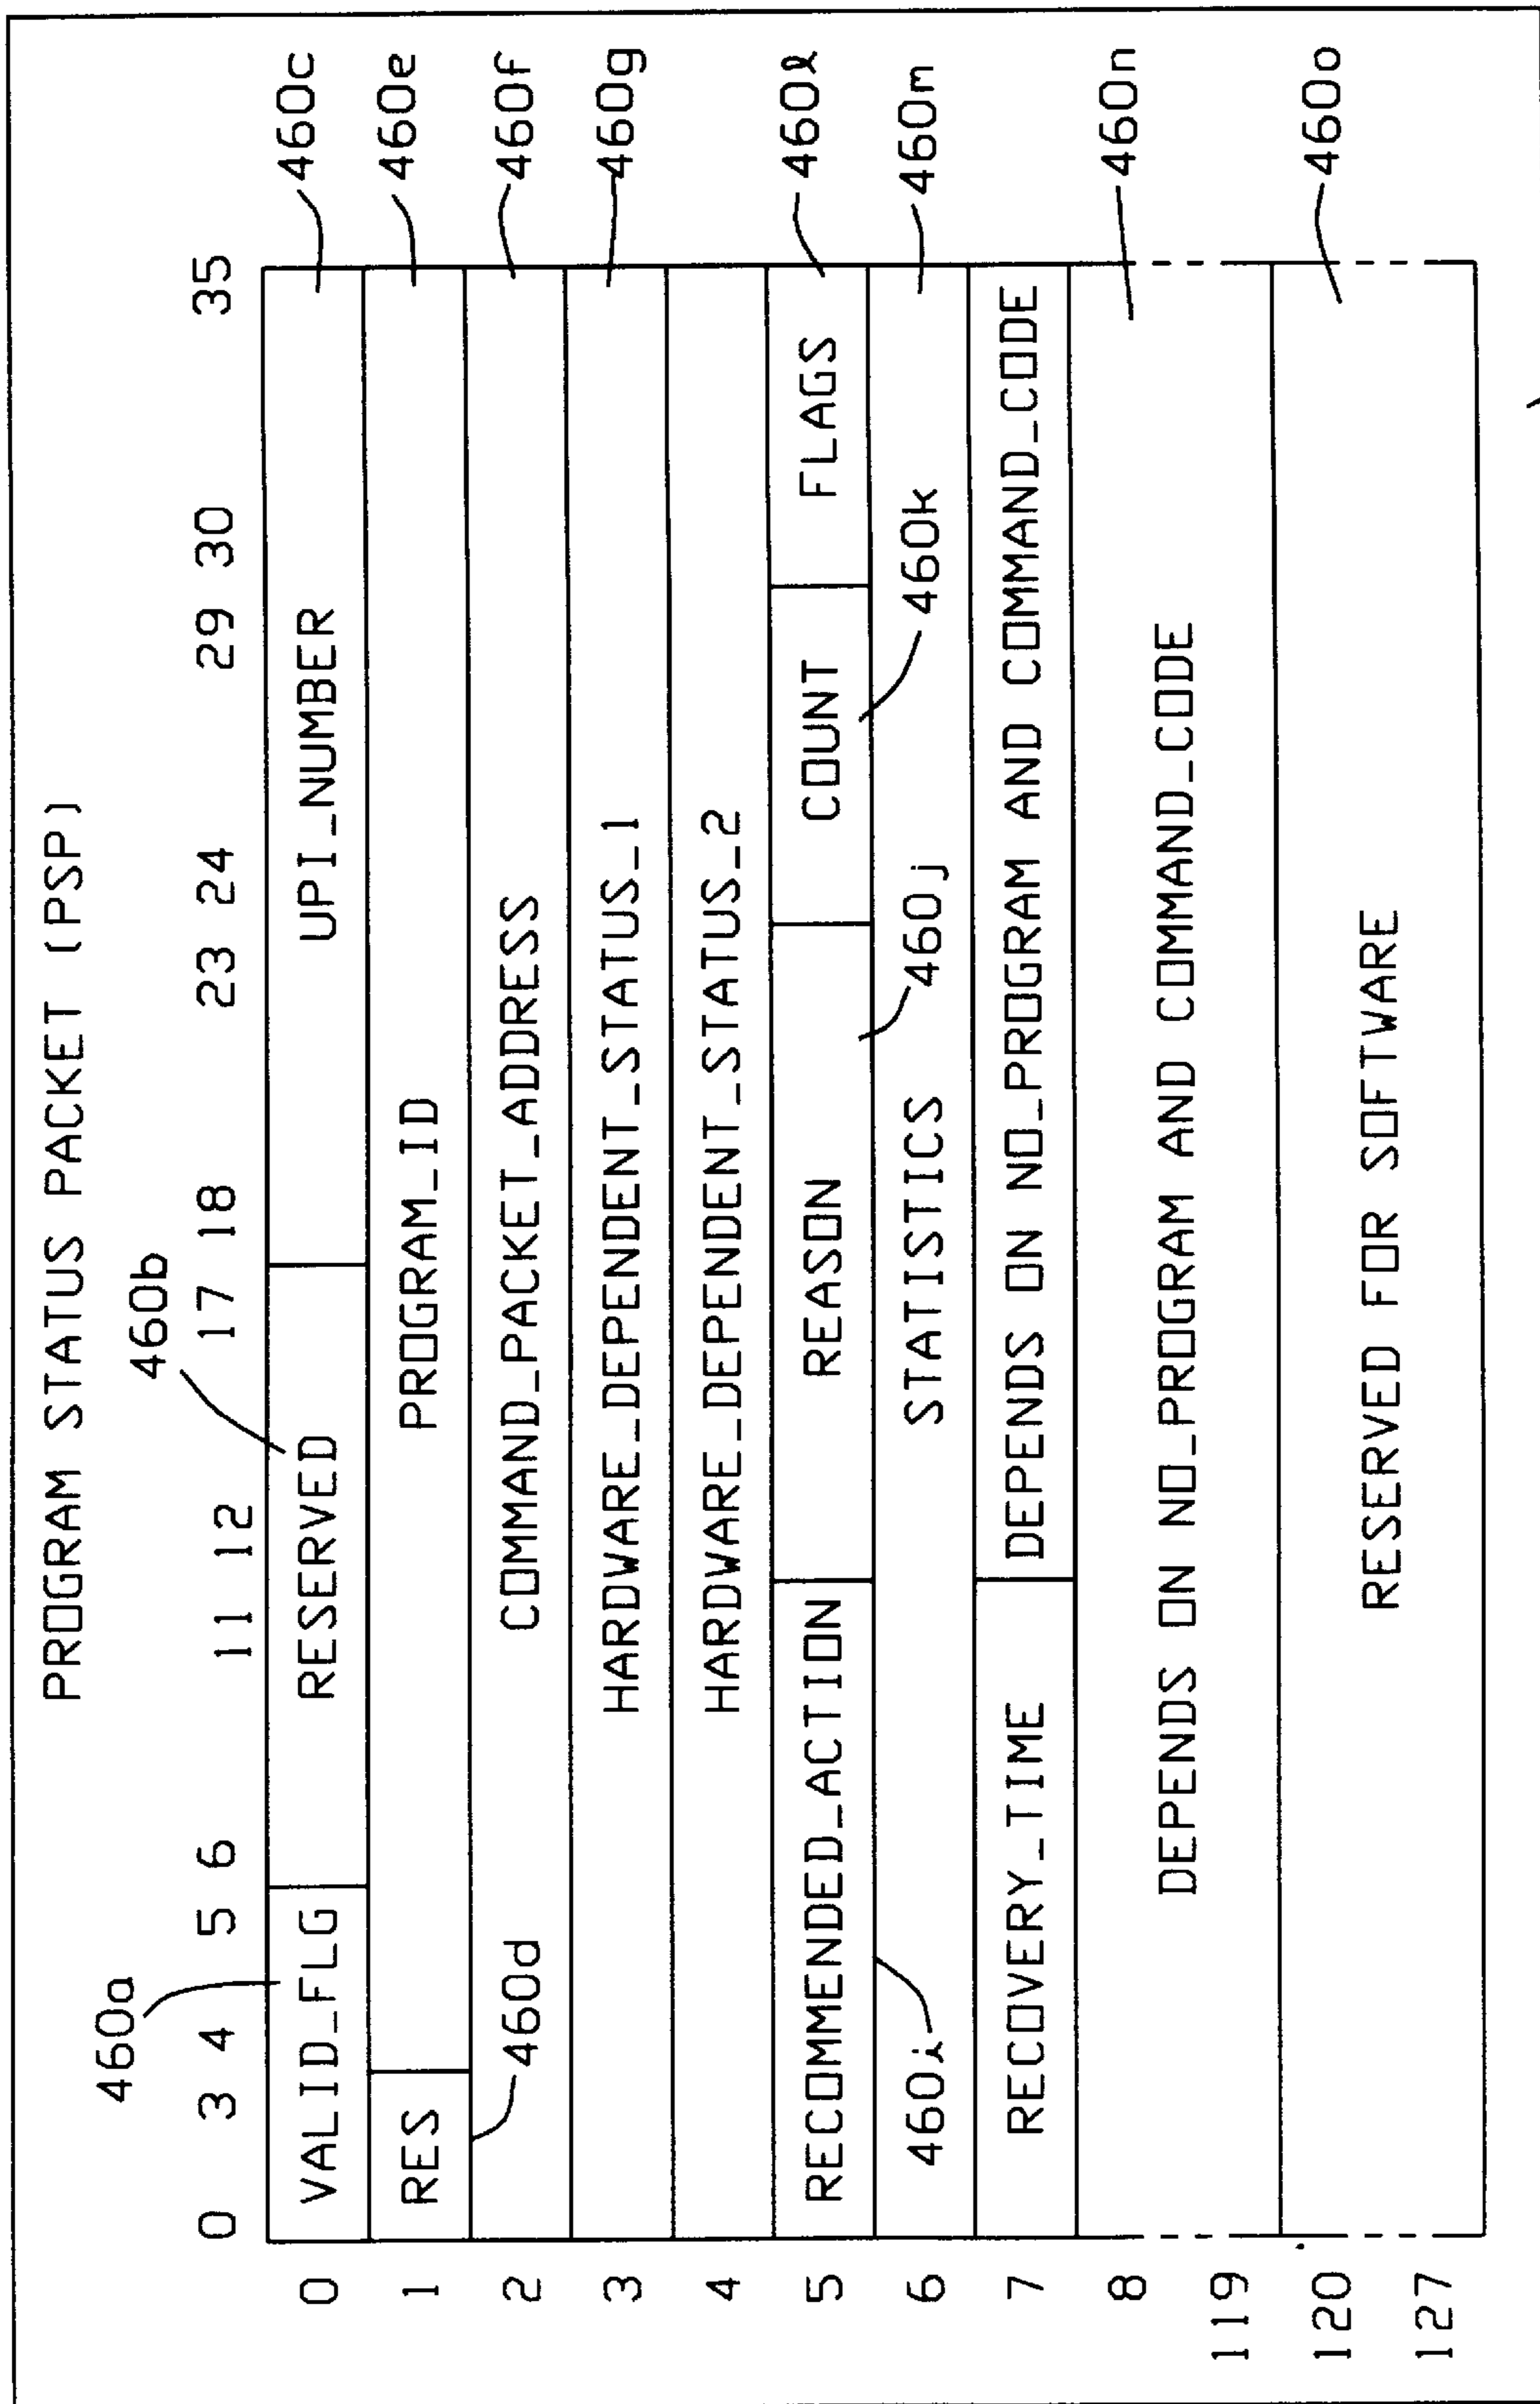 PROGRAM STATUS PACKET (PSP)
460a 460b
0 3 4 5 6 11 12 17 18 23 24 29 30 35
0 VALID_FLG RESERVED UPI_NUMBER 460c
1 RES PROGRAM_ID 460e
460d
2 COMMAND_PACKET_ADDRESS 460f
3 HARDWARE_DEPENDENT_STATUS_1 460g
4 HARDWARE_DEPENDENT_STATUS_2
5 RECOMMENDED_ACTION REASON COUNT FLAGS 460l
460i 460j 460k
6 STATISTICS 460m
7 RECOVERY_TIME DEPENDS ON NO_PROGRAM AND COMMAND_CODE
8 DEPENDS ON NO_PROGRAM AND COMMAND_CODE 460n
119
120 RESERVED FOR SOFTWARE 460o
127